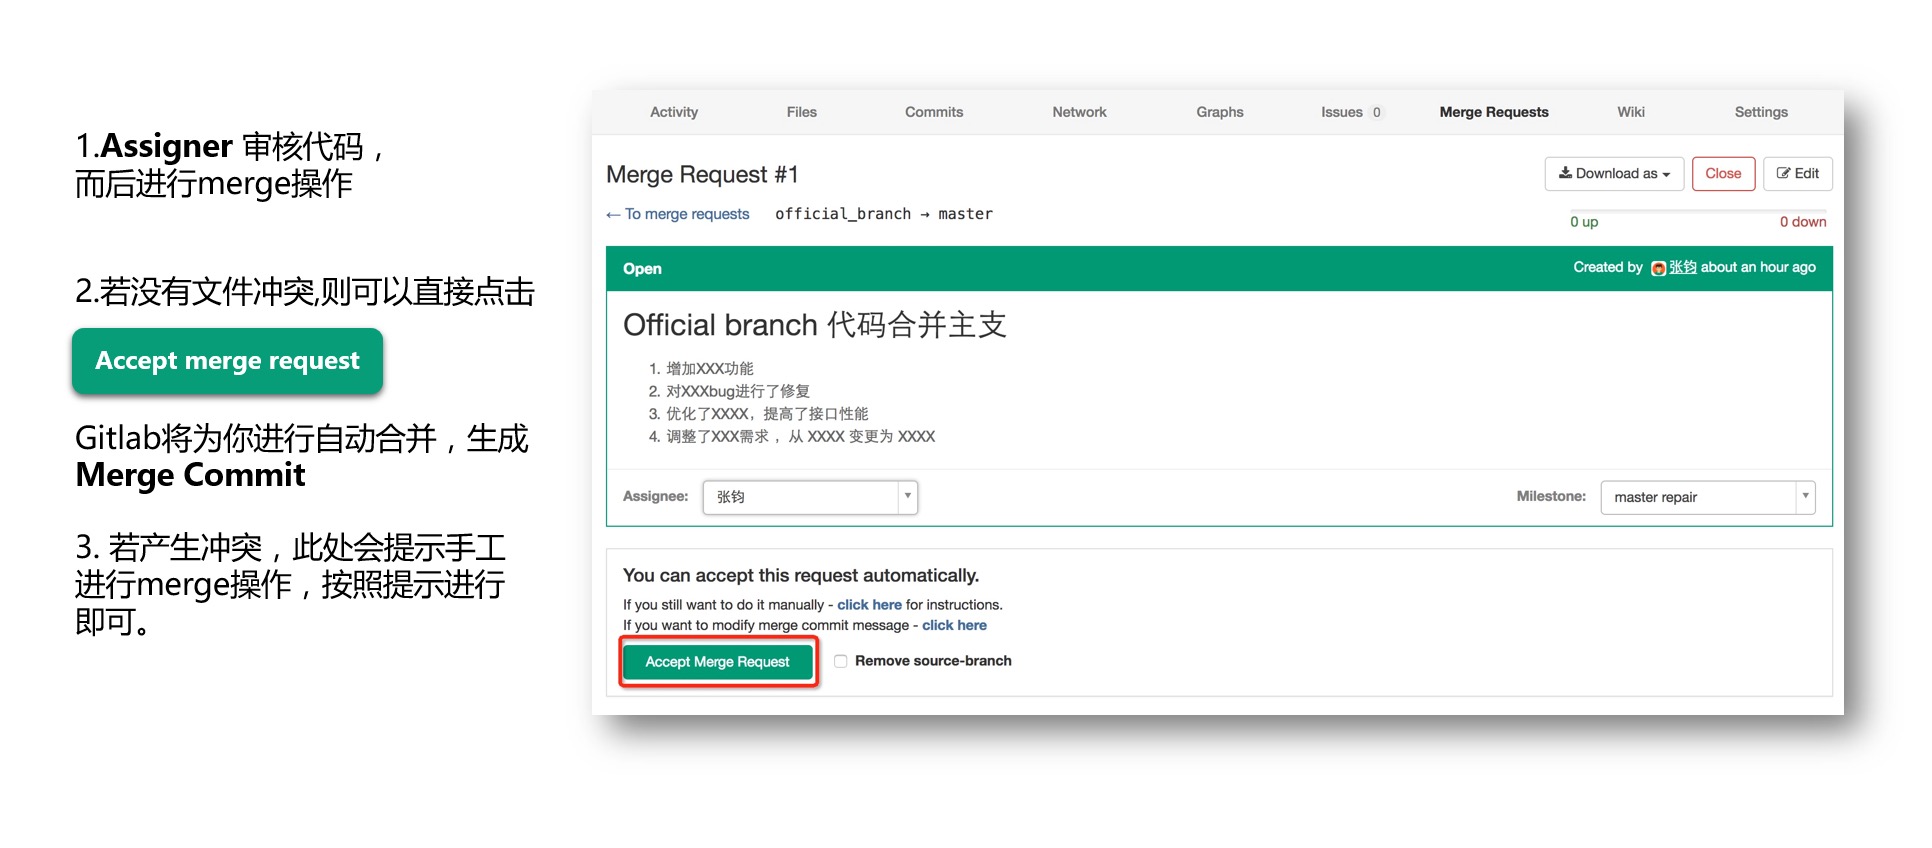 1.Assigner 审核代码，
而后进行merge操作
2.若没有文件冲突,则可以直接点击
Accept merge request
Gitlab将为你进行自动合并，生成
Merge Commit
3. 若产生冲突，此处会提示手工
进行merge操作，按照提示进行
即可。
Activity Files Commits Network Graphs Issues 0 Merge Requests Wiki Settings
Merge Request #1
Download as Close Edit
← To merge requests official_branch → master
0 up 0 down
Open Created by 张钧 about an hour ago
Official branch 代码合并主支
1. 增加XXX功能
2. 对XXXbug进行了修复
3. 优化了XXXX，提高了接口性能
4. 调整了XXX需求，从 XXXX 变更为 XXXX
Assignee: 张钧 Milestone: master repair
You can accept this request automatically.
If you still want to do it manually - click here for instructions.
If you want to modify merge commit message - click here
Accept Merge Request Remove source-branch